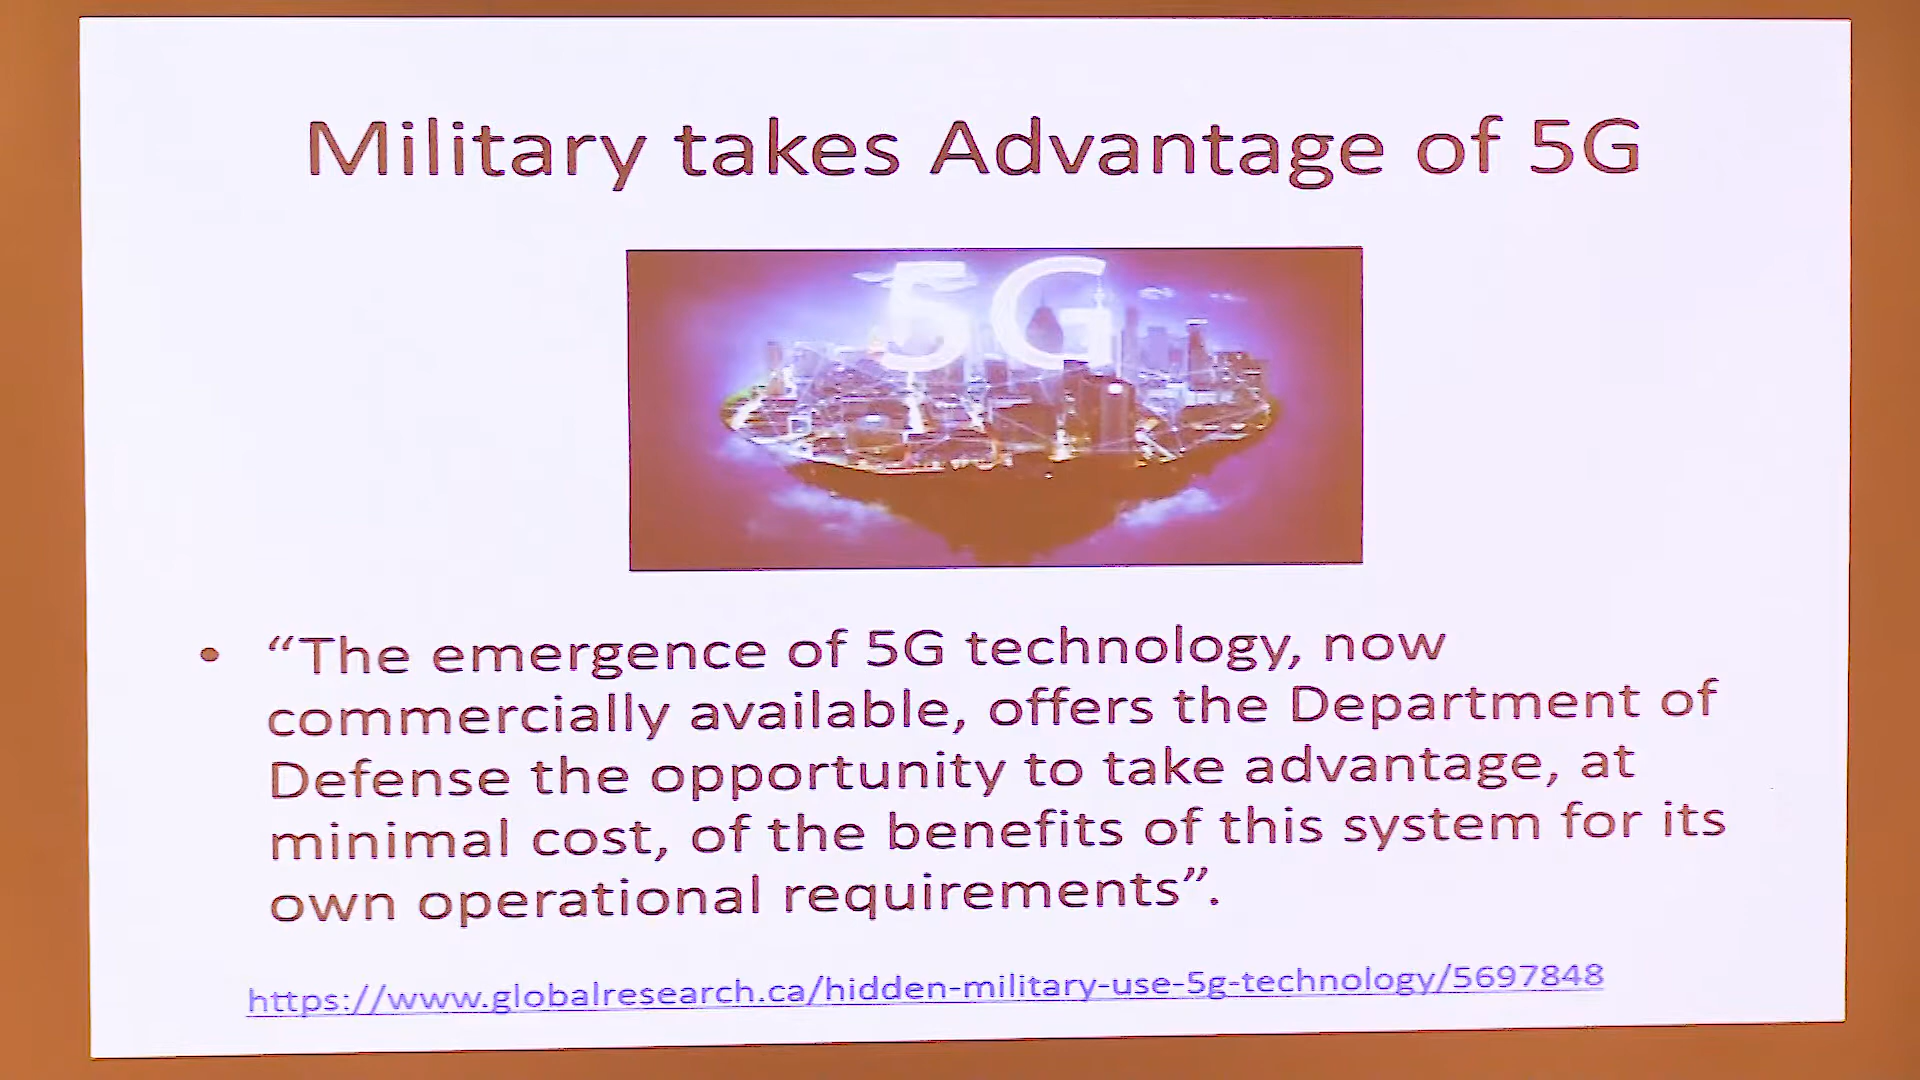 Military takes Advantage of 5G
5G
• “The emergence of 5G technology, now
commercially available, offers the Department of
Defense the opportunity to take advantage, at
minimal cost, of the benefits of this system for its
own operational requirements”.
https://www.globalresearch.ca/hidden-military-use-5g-technology/5697848